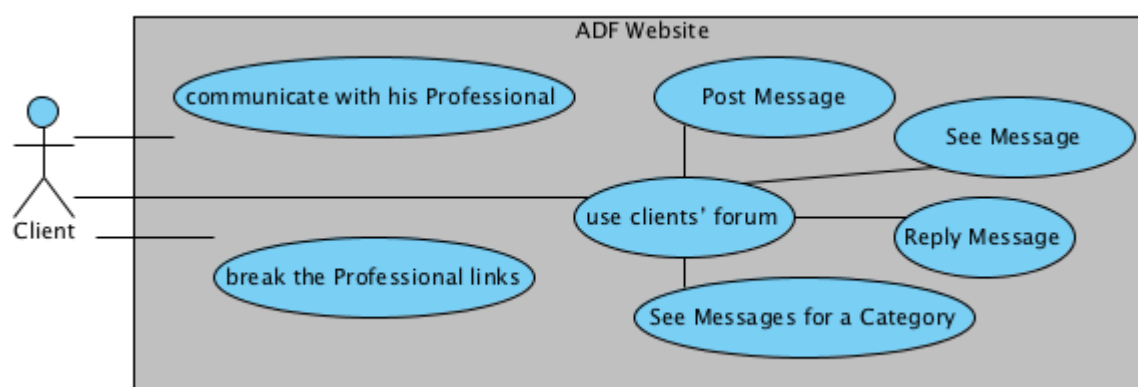 ADF Website
communicate with his Professional
Post Message
See Message
Client
use clients' forum
Reply Message
break the Professional links
See Messages for a Category